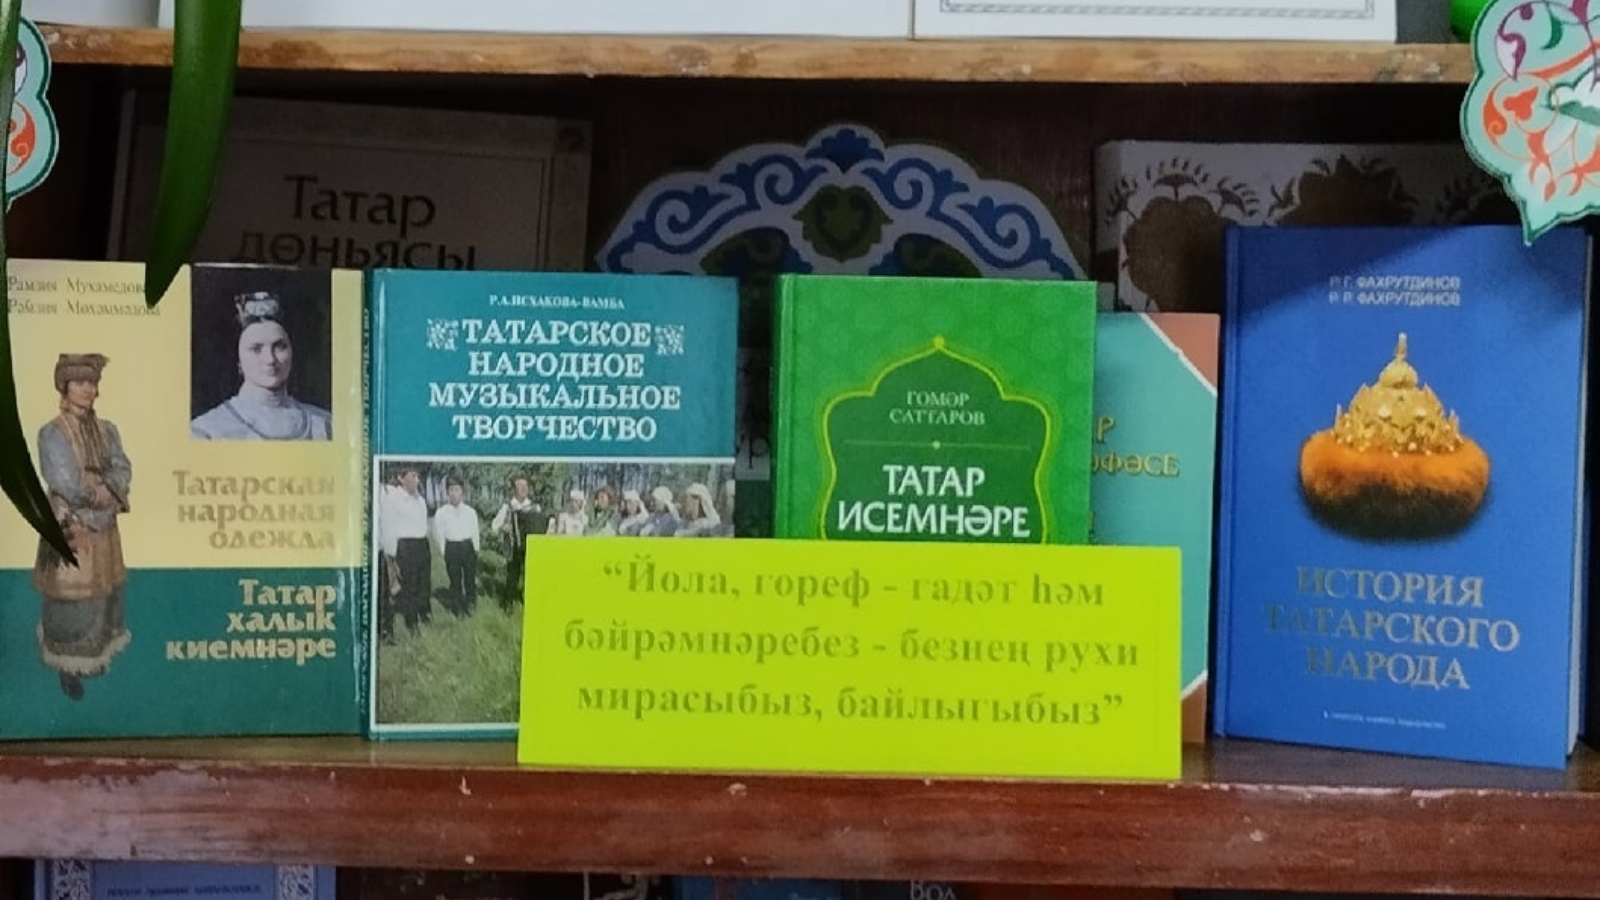 Татар
дөньясы
Рамзия Мухамедова
Рәмзия Мөхәммәдова
Татарская
народная
одежда
Татар
халык
киемнәре
Р.А.ИСХАКОВА-ВАМБА
ТАТАРСКОЕ
НАРОДНОЕ
МУЗЫКАЛЬНОЕ
ТВОРЧЕСТВО
ГОМӘР
САТТАРОВ
ТАТАР
ИСЕМНӘРЕ
“Йола, гореф - гадәт һәм
бәйрәмнәребез - безнең рухи
мирасыбыз, байлыгыбыз”
Р. Г. ФАХРУТДИНОВ
Р. Р. ФАХРУТДИНОВ
ИСТОРИЯ
ТАТАРСКОГО
НАРОДА